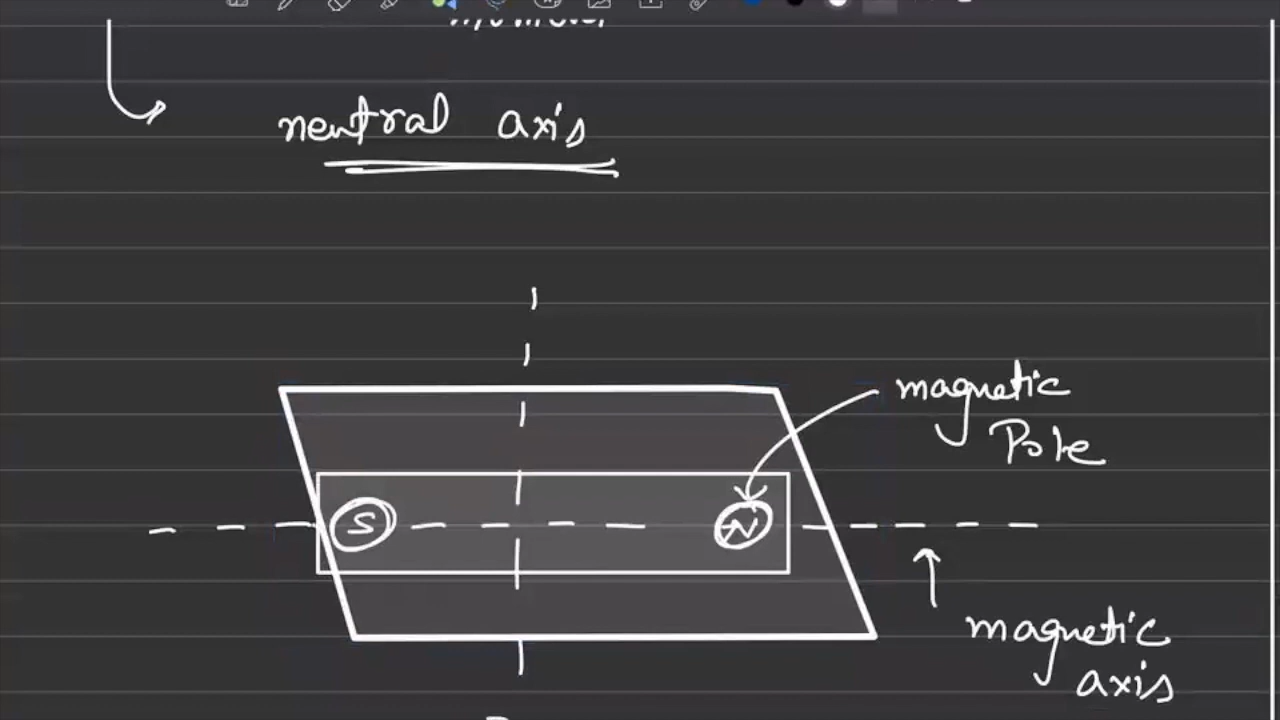 neutral axis
magnetic
Pole
S
N
magnetic
axis